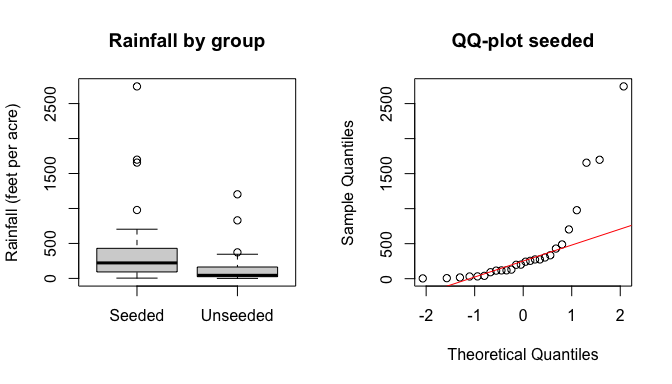 Rainfall by group
Rainfall (feet per acre)
2500
1500
500
0
Seeded
Unseeded
QQ-plot seeded
Sample Quantiles
2500
1500
500
0
-2
-1
0
1
2
Theoretical Quantiles